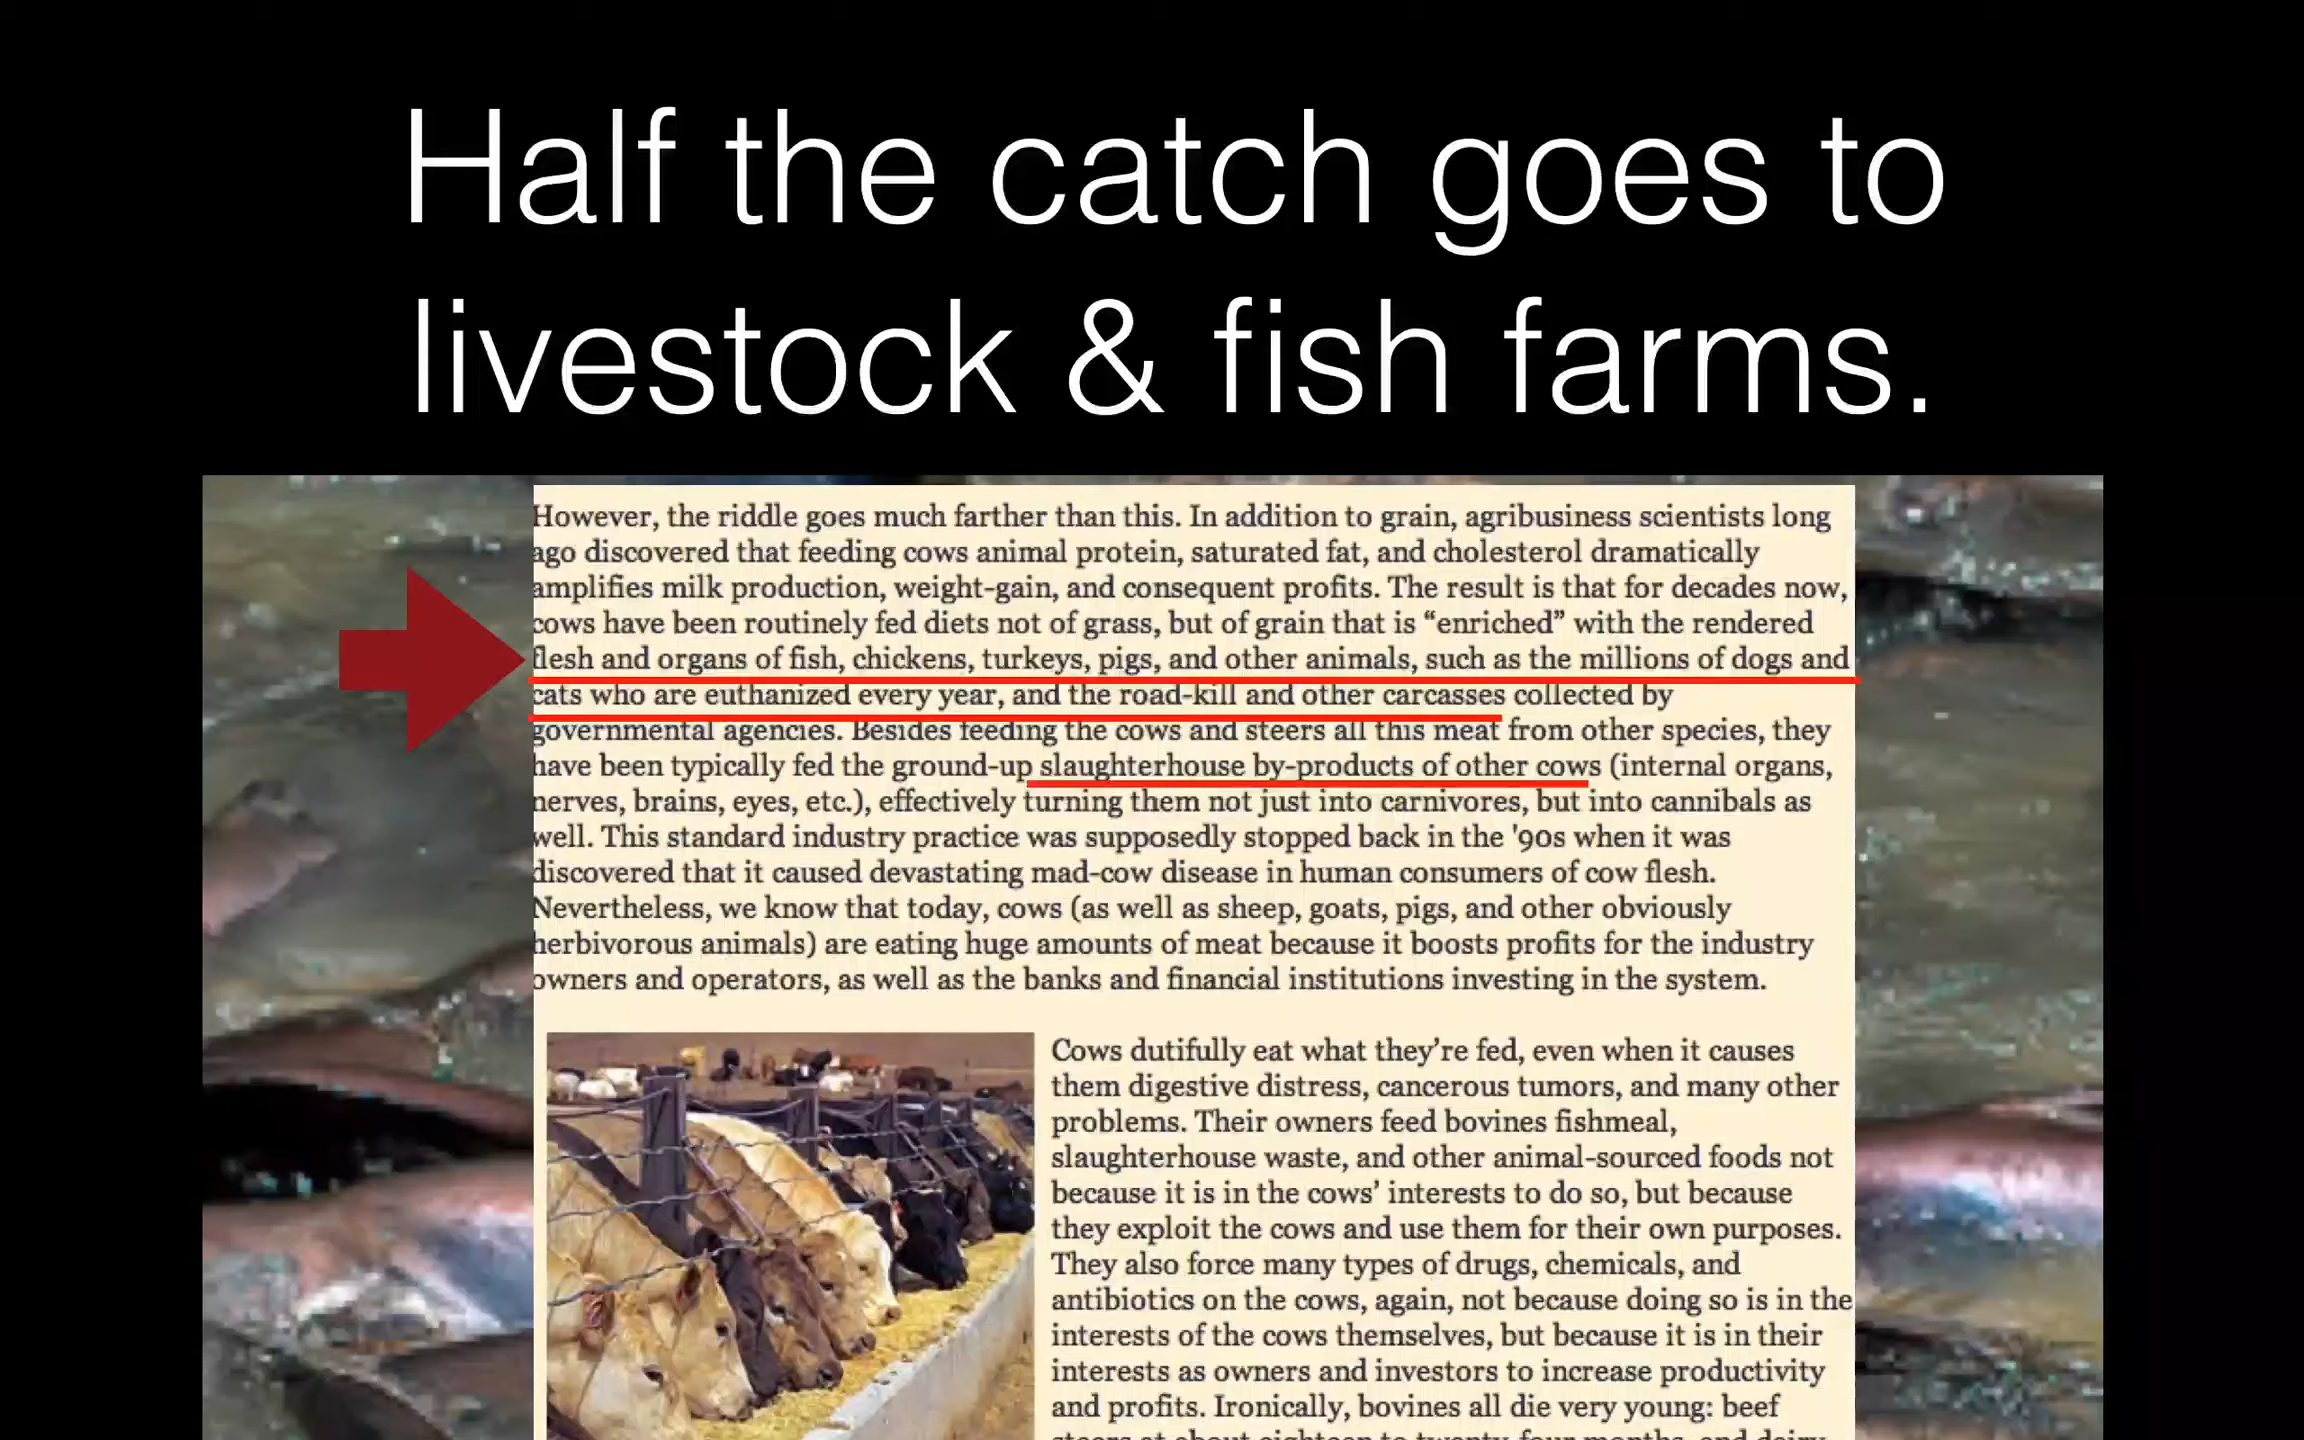 Half the catch goes to
livestock & fish farms.
However, the riddle goes much farther than this. In addition to grain, agribusiness scientists long
ago discovered that feeding cows animal protein, saturated fat, and cholesterol dramatically
amplifies milk production, weight-gain, and consequent profits. The result is that for decades now,
cows have been routinely fed diets not of grass, but of grain that is “enriched” with the rendered
flesh and organs of fish, chickens, turkeys, pigs, and other animals, such as the millions of dogs and
cats who are euthanized every year, and the road-kill and other carcasses collected by
governmental agencies. Besides feeding the cows and steers all this meat from other species, they
have been typically fed the ground-up slaughterhouse by-products of other cows (internal organs,
nerves, brains, eyes, etc.), effectively turning them not just into carnivores, but into cannibals as
well. This standard industry practice was supposedly stopped back in the '90s when it was
discovered that it caused devastating mad-cow disease in human consumers of cow flesh.
Nevertheless, we know that today, cows (as well as sheep, goats, pigs, and other obviously
herbivorous animals) are eating huge amounts of meat because it boosts profits for the industry
owners and operators, as well as the banks and financial institutions investing in the system.
Cows dutifully eat what they’re fed, even when it causes
them digestive distress, cancerous tumors, and many other
problems. Their owners feed bovines fishmeal,
slaughterhouse waste, and other animal-sourced foods not
because it is in the cows’ interests to do so, but because
they exploit the cows and use them for their own purposes.
They also force many types of drugs, chemicals, and
antibiotics on the cows, again, not because doing so is in the
interests of the cows themselves, but because it is in their
interests as owners and investors to increase productivity
and profits. Ironically, bovines all die very young: beef